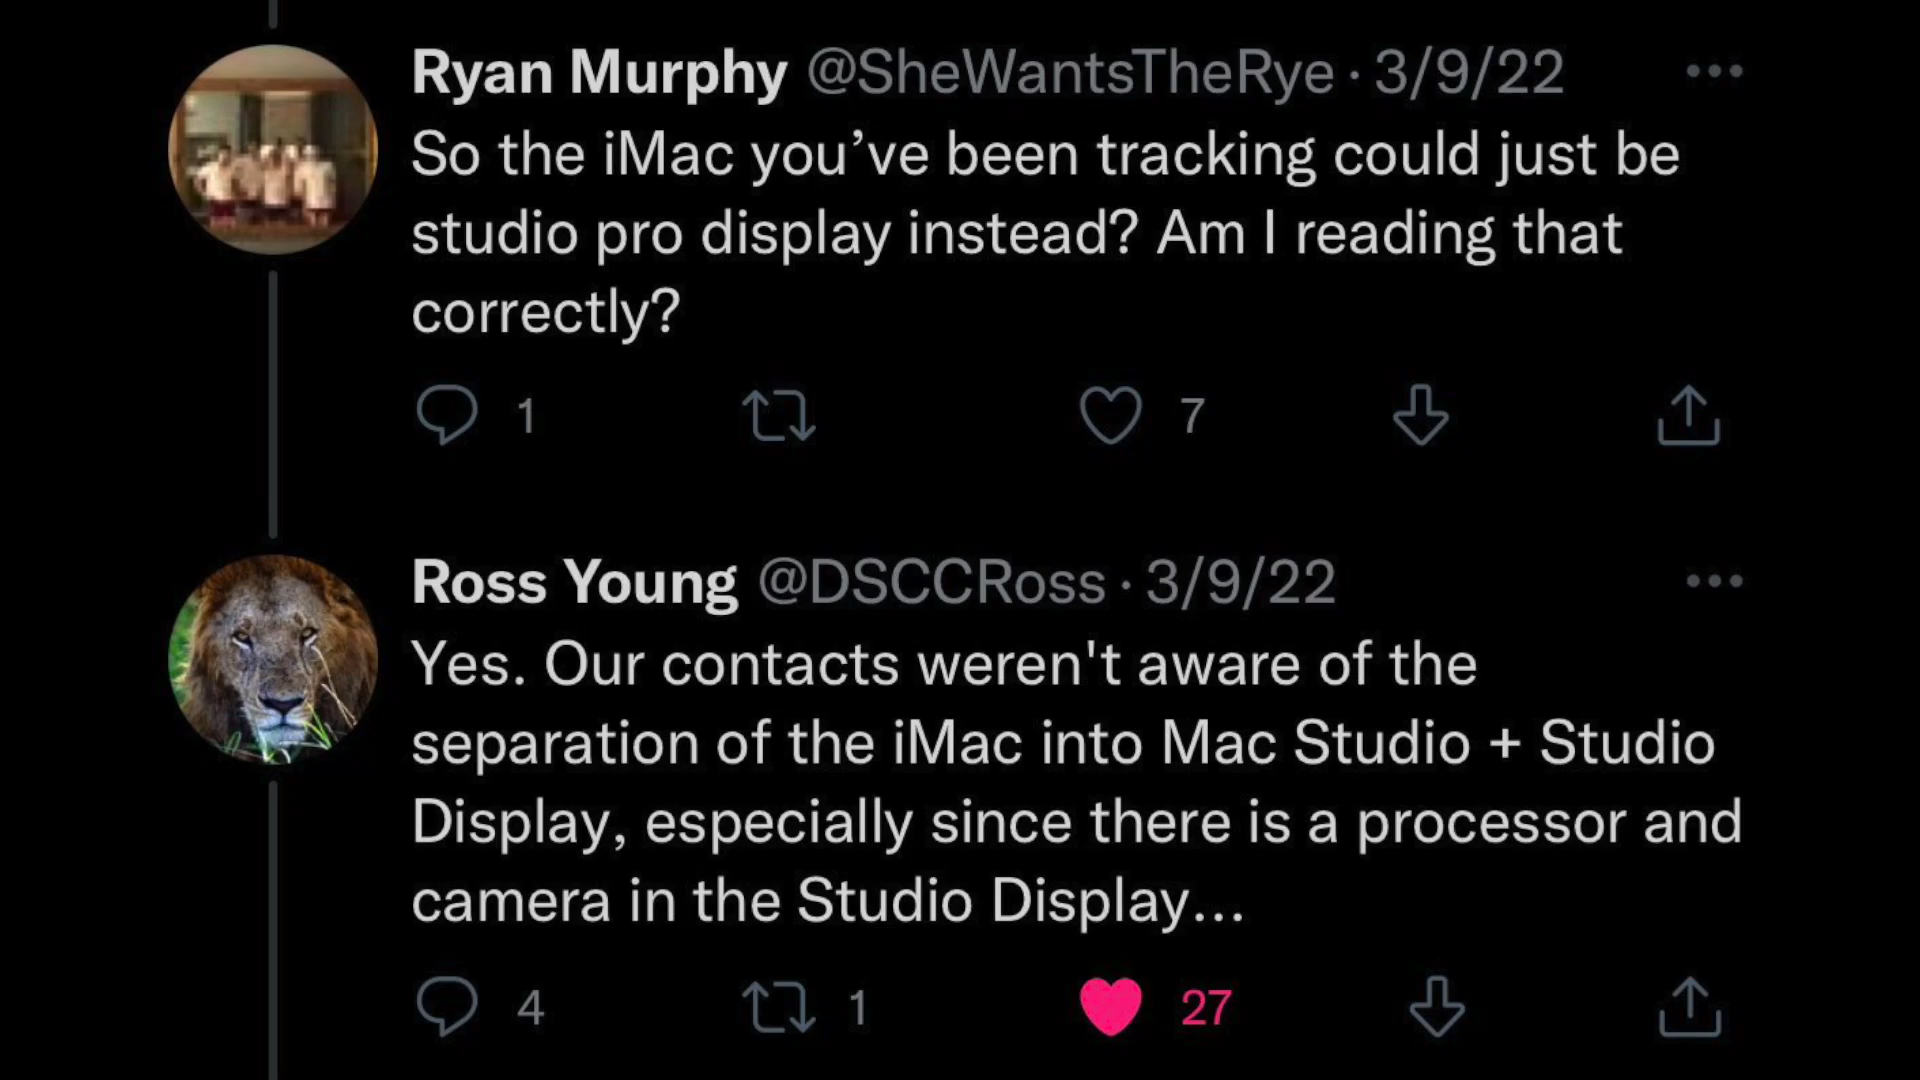 Ryan Murphy @SheWantsTheRye · 3/9/22
So the iMac you’ve been tracking could just be
studio pro display instead? Am I reading that
correctly?
1 7
Ross Young @DSCCRoss · 3/9/22
Yes. Our contacts weren't aware of the
separation of the iMac into Mac Studio + Studio
Display, especially since there is a processor and
camera in the Studio Display...
4 1 27